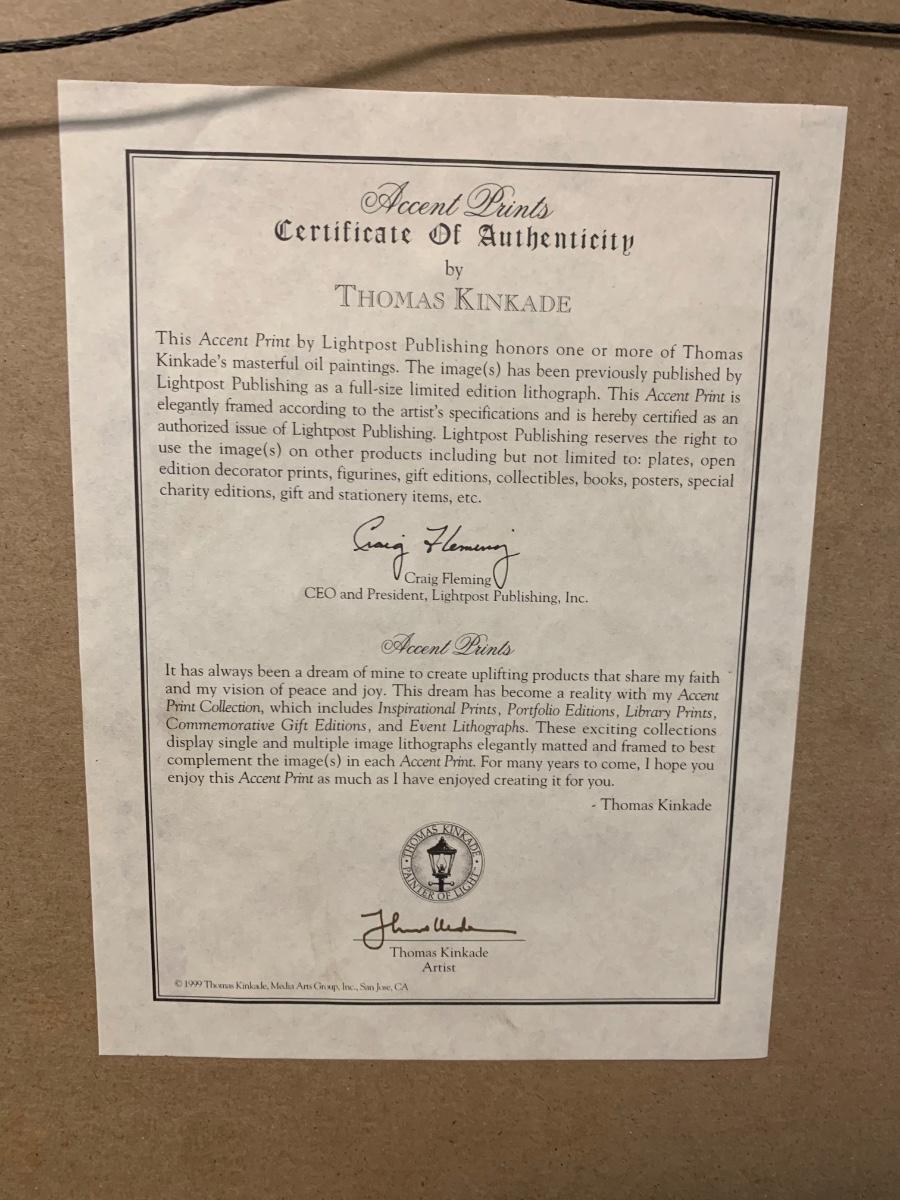 Accent Prints
Certificate Of Authenticity
by
THOMAS KINKADE
This Accent Print by Lightpost Publishing honors one or more of Thomas
Kinkade's masterful oil paintings. The image(s) has been previously published by
Lightpost Publishing as a full-size limited edition lithograph. This Accent Print is
elegantly framed according to the artist's specifications and is hereby certified as an
authorized issue of Lightpost Publishing. Lightpost Publishing reserves the right to
use the image(s) on other products including but not limited to: plates, open
edition decorator prints, figurines, gift editions, collectibles, books, posters, special
charity editions, gift and stationery items, etc.
Craig Fleming
Craig Fleming
CEO and President, Lightpost Publishing, Inc.
Accent Prints
It has always been a dream of mine to create uplifting products that share my faith
and my vision of peace and joy. This dream has become a reality with my Accent
Print Collection, which includes Inspirational Prints, Portfolio Editions, Library Prints,
Commemorative Gift Editions, and Event Lithographs. These exciting collections
display single and multiple image lithographs elegantly matted and framed to best
complement the image(s) in each Accent Print. For many years to come, I hope you
enjoy this Accent Print as much as I have enjoyed creating it for you.
- Thomas Kinkade
THOMAS KINKADE
PAINTER OF LIGHT
Thomas Kinkade
Artist
© 1999 Thomas Kinkade, Media Arts Group, Inc., San Jose, CA